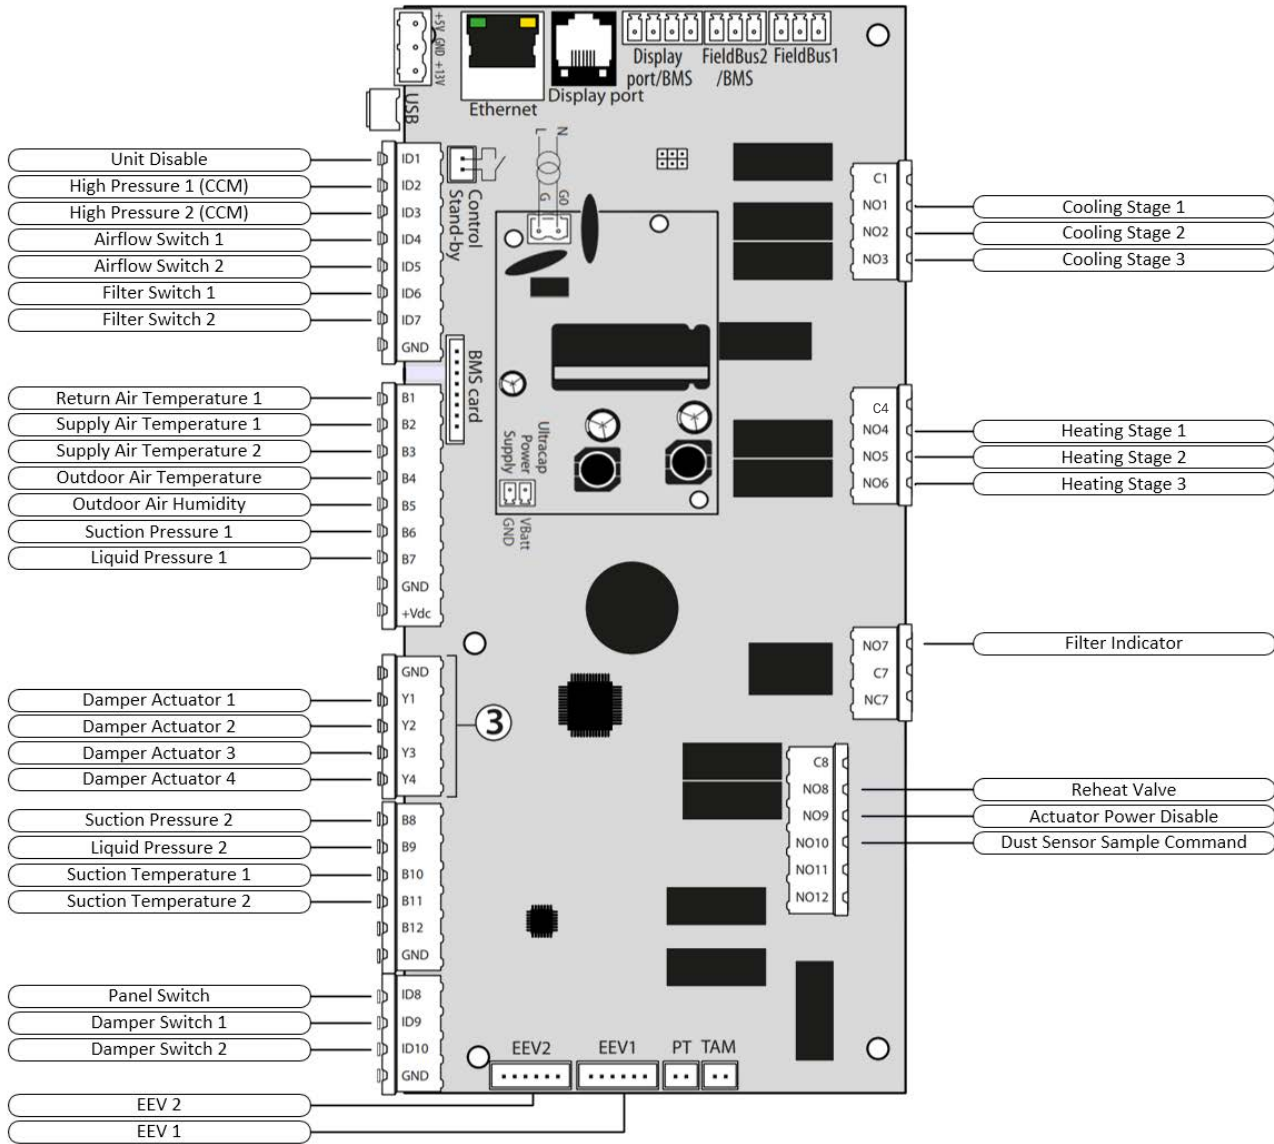 +5V
GND
+13V
USB
Ethernet
Display port
Display
port/BMS
FieldBus2
/BMS
FieldBus1
L
N
G
G0
Control
Stand-by
BMS card
Ultracap
Power
Supply
VBatt
GND
Unit Disable
ID1
High Pressure 1 (CCM)
ID2
High Pressure 2 (CCM)
ID3
Airflow Switch 1
ID4
Airflow Switch 2
ID5
Filter Switch 1
ID6
Filter Switch 2
ID7
GND
Return Air Temperature 1
B1
Supply Air Temperature 1
B2
Supply Air Temperature 2
B3
Outdoor Air Temperature
B4
Outdoor Air Humidity
B5
Suction Pressure 1
B6
Liquid Pressure 1
B7
GND
+Vdc
GND
Damper Actuator 1
Y1
Damper Actuator 2
Y2
Damper Actuator 3
Y3
Damper Actuator 4
Y4
3
Suction Pressure 2
B8
Liquid Pressure 2
B9
Suction Temperature 1
B10
Suction Temperature 2
B11
B12
GND
Panel Switch
ID8
Damper Switch 1
ID9
Damper Switch 2
ID10
GND
EEV 2
EEV 1
EEV2
EEV1
PT
TAM
C1
NO1
Cooling Stage 1
NO2
Cooling Stage 2
NO3
Cooling Stage 3
C4
NO4
Heating Stage 1
NO5
Heating Stage 2
NO6
Heating Stage 3
NO7
Filter Indicator
C7
NC7
C8
NO8
Reheat Valve
NO9
Actuator Power Disable
NO10
Dust Sensor Sample Command
NO11
NO12